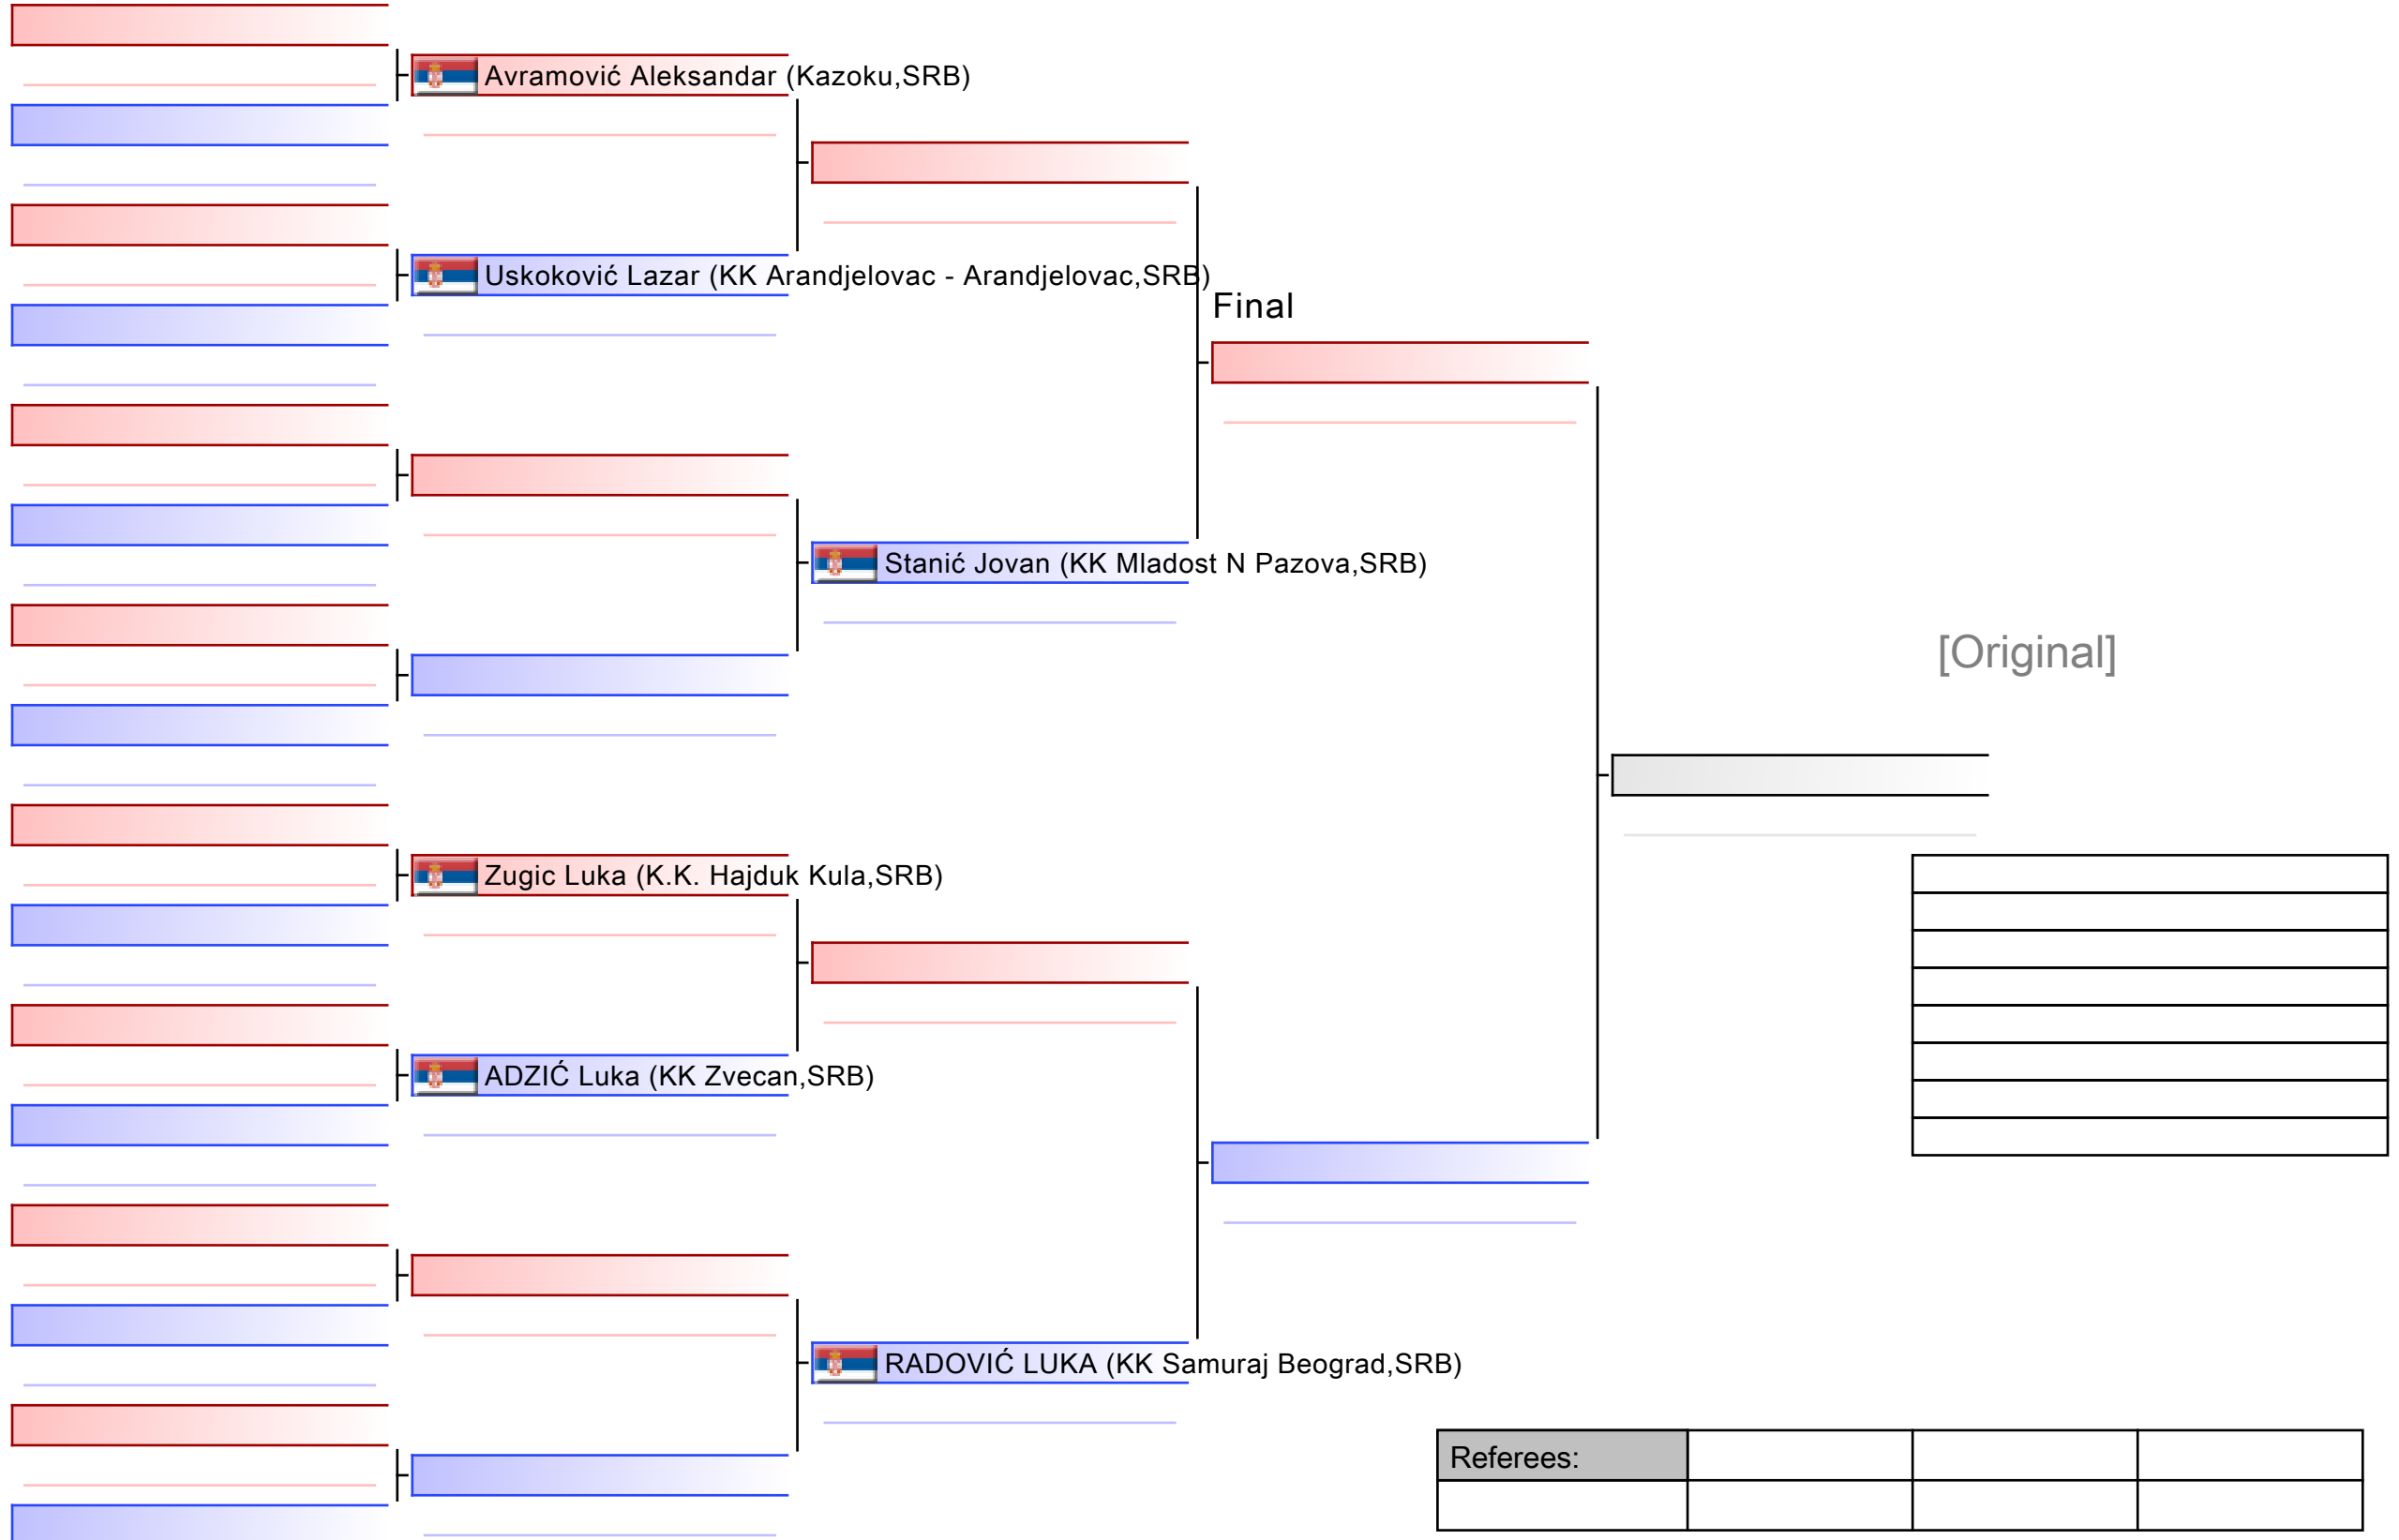 Avramović Aleksandar (Kazoku,SRB)
Uskoković Lazar (KK Arandjelovac - Arandjelovac,SRB)
Final
Stanić Jovan (KK Mladost N Pazova,SRB)
[Original]
Zugic Luka (K.K. Hajduk Kula,SRB)
ADZIĆ Luka (KK Zvecan,SRB)
RADOVIĆ LUKA (KK Samuraj Beograd,SRB)
Referees: